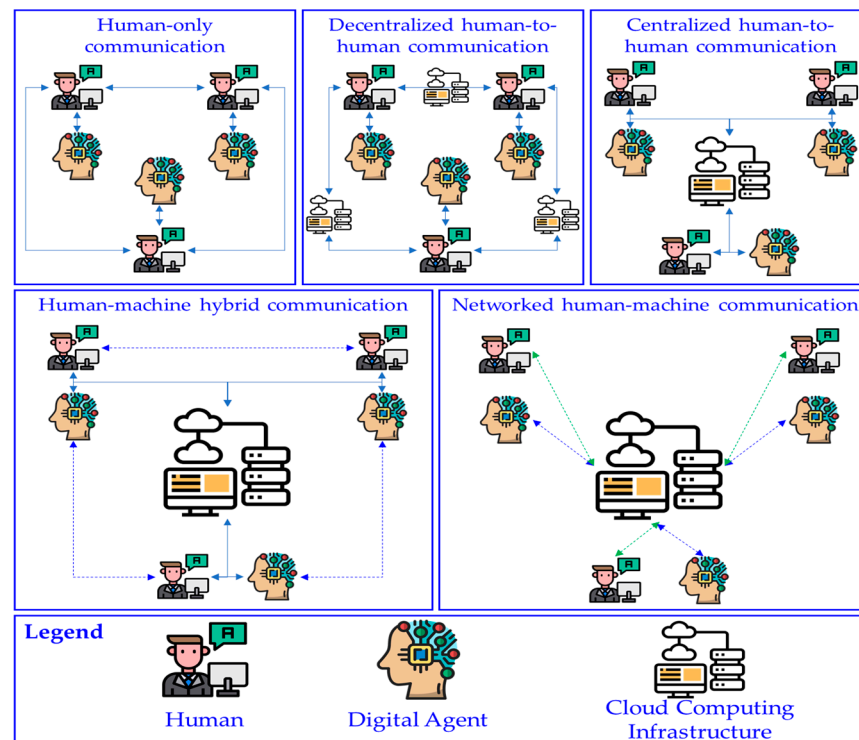 Human-only
communication
Decentralized human-to-
human communication
Centralized human-to-
human communication
Human-machine hybrid communication
Networked human-machine communication
Legend
Human
Digital Agent
Cloud Computing
Infrastructure